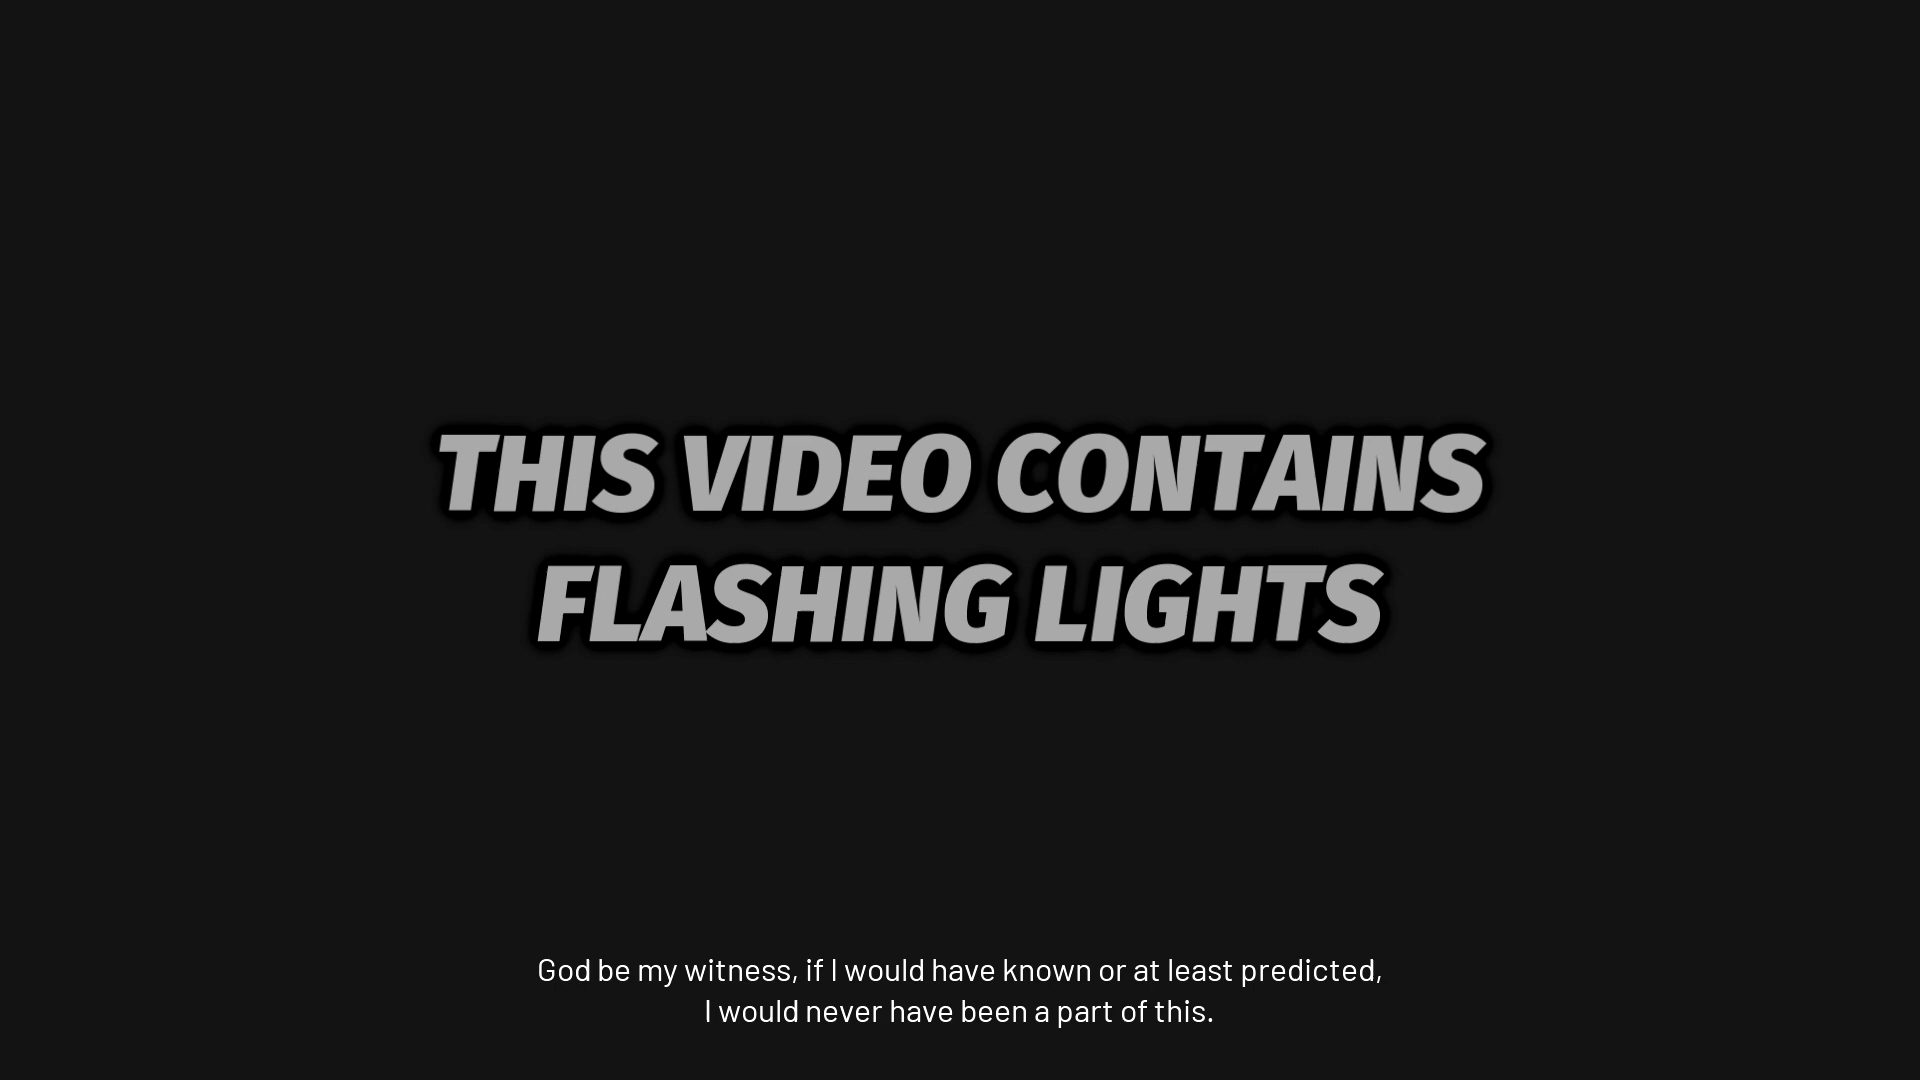 THIS VIDEO CONTAINS
FLASHING LIGHTS
God be my witness, if I would have known or at least predicted,
I would never have been a part of this.